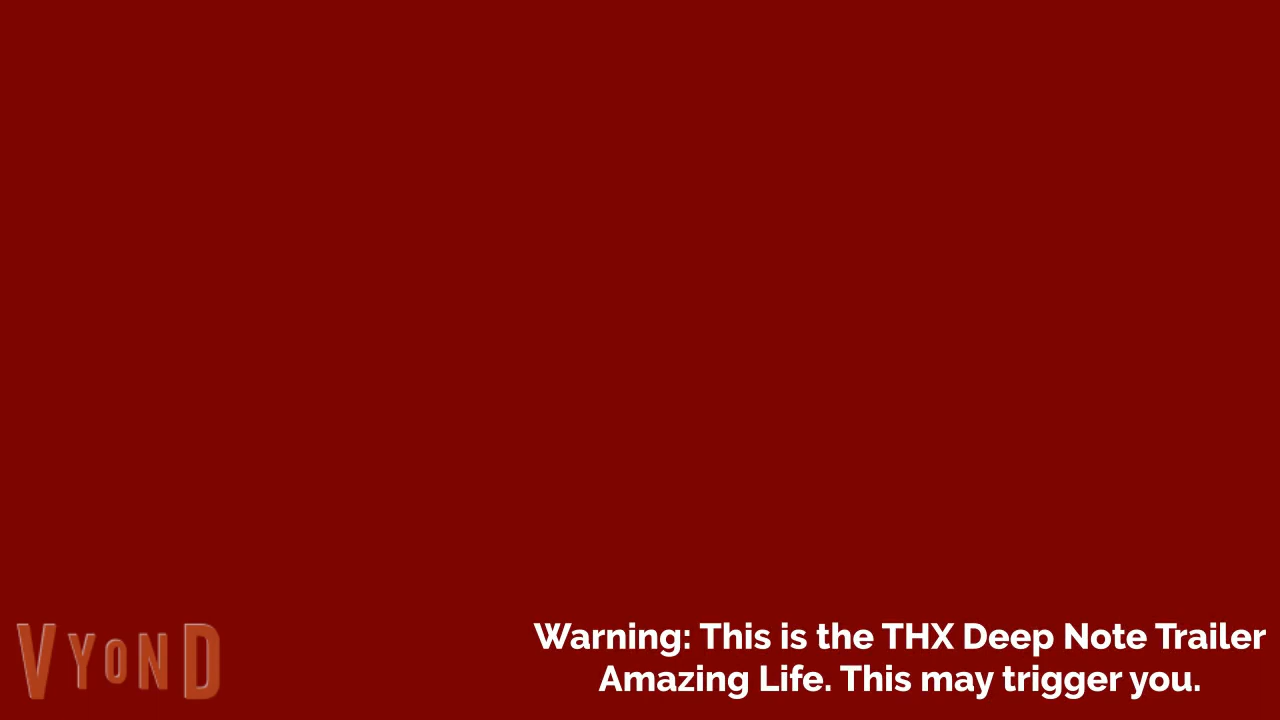 VYOND
Warning: This is the THX Deep Note Trailer
Amazing Life. This may trigger you.